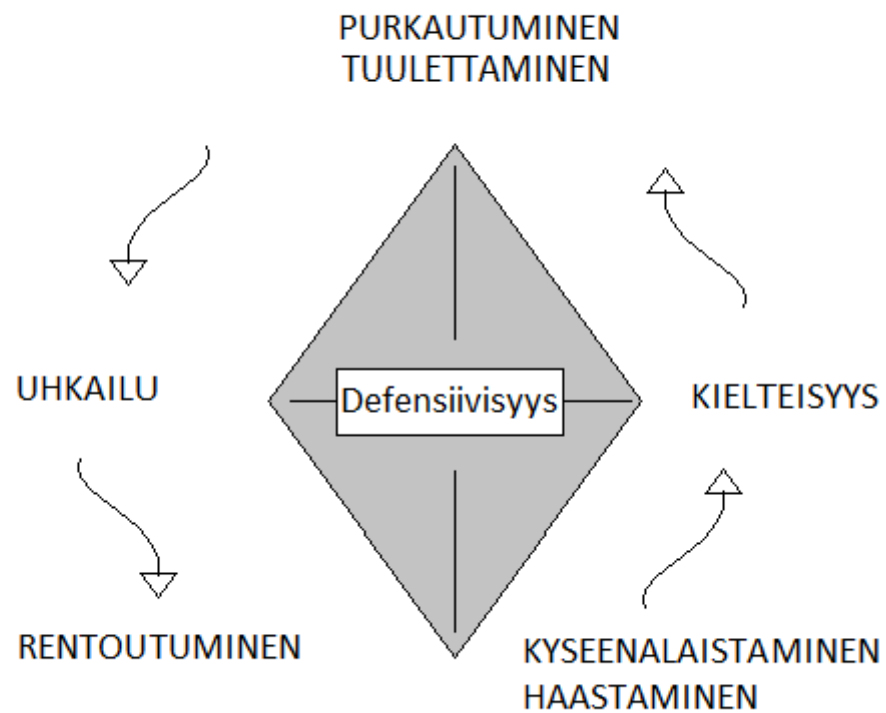 PURKAUTUMINEN
TUULETTAMINEN
UHKAILU
Defensiivisyys
KIELTEISYYS
RENTOUTUMINEN
KYSEENALAISTAMINEN
HAASTAMINEN